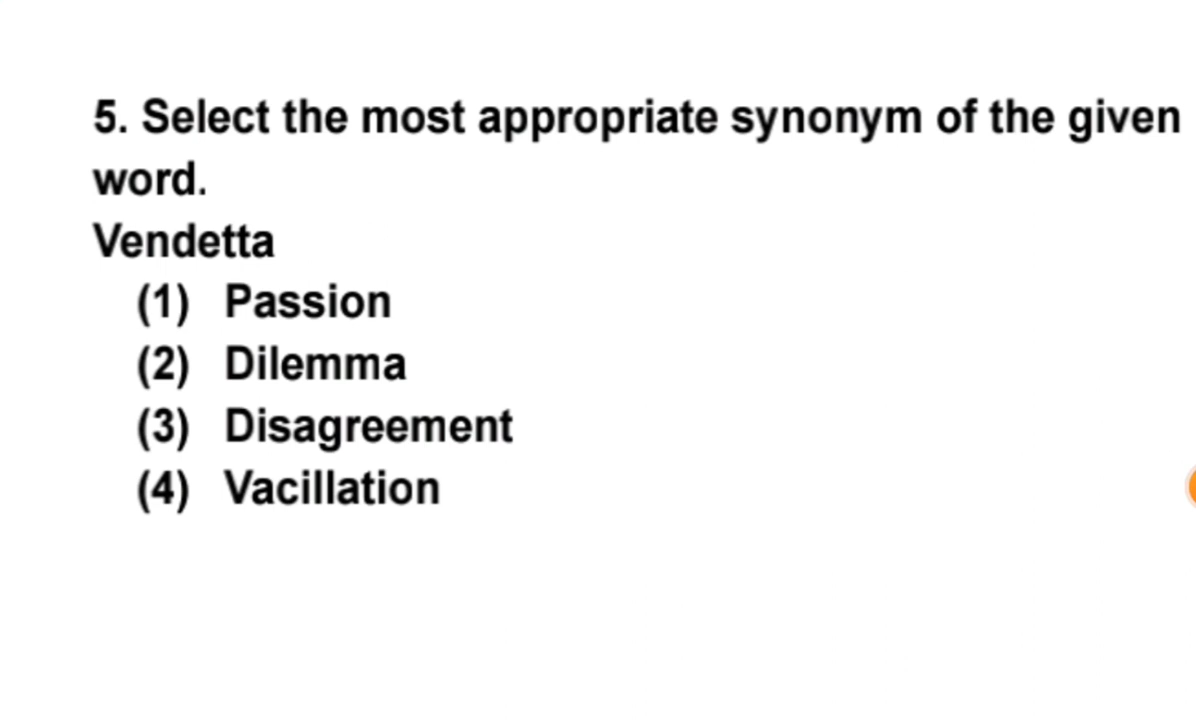 5. Select the most appropriate synonym of the given
word.
Vendetta
(1) Passion
(2) Dilemma
(3) Disagreement
(4) Vacillation